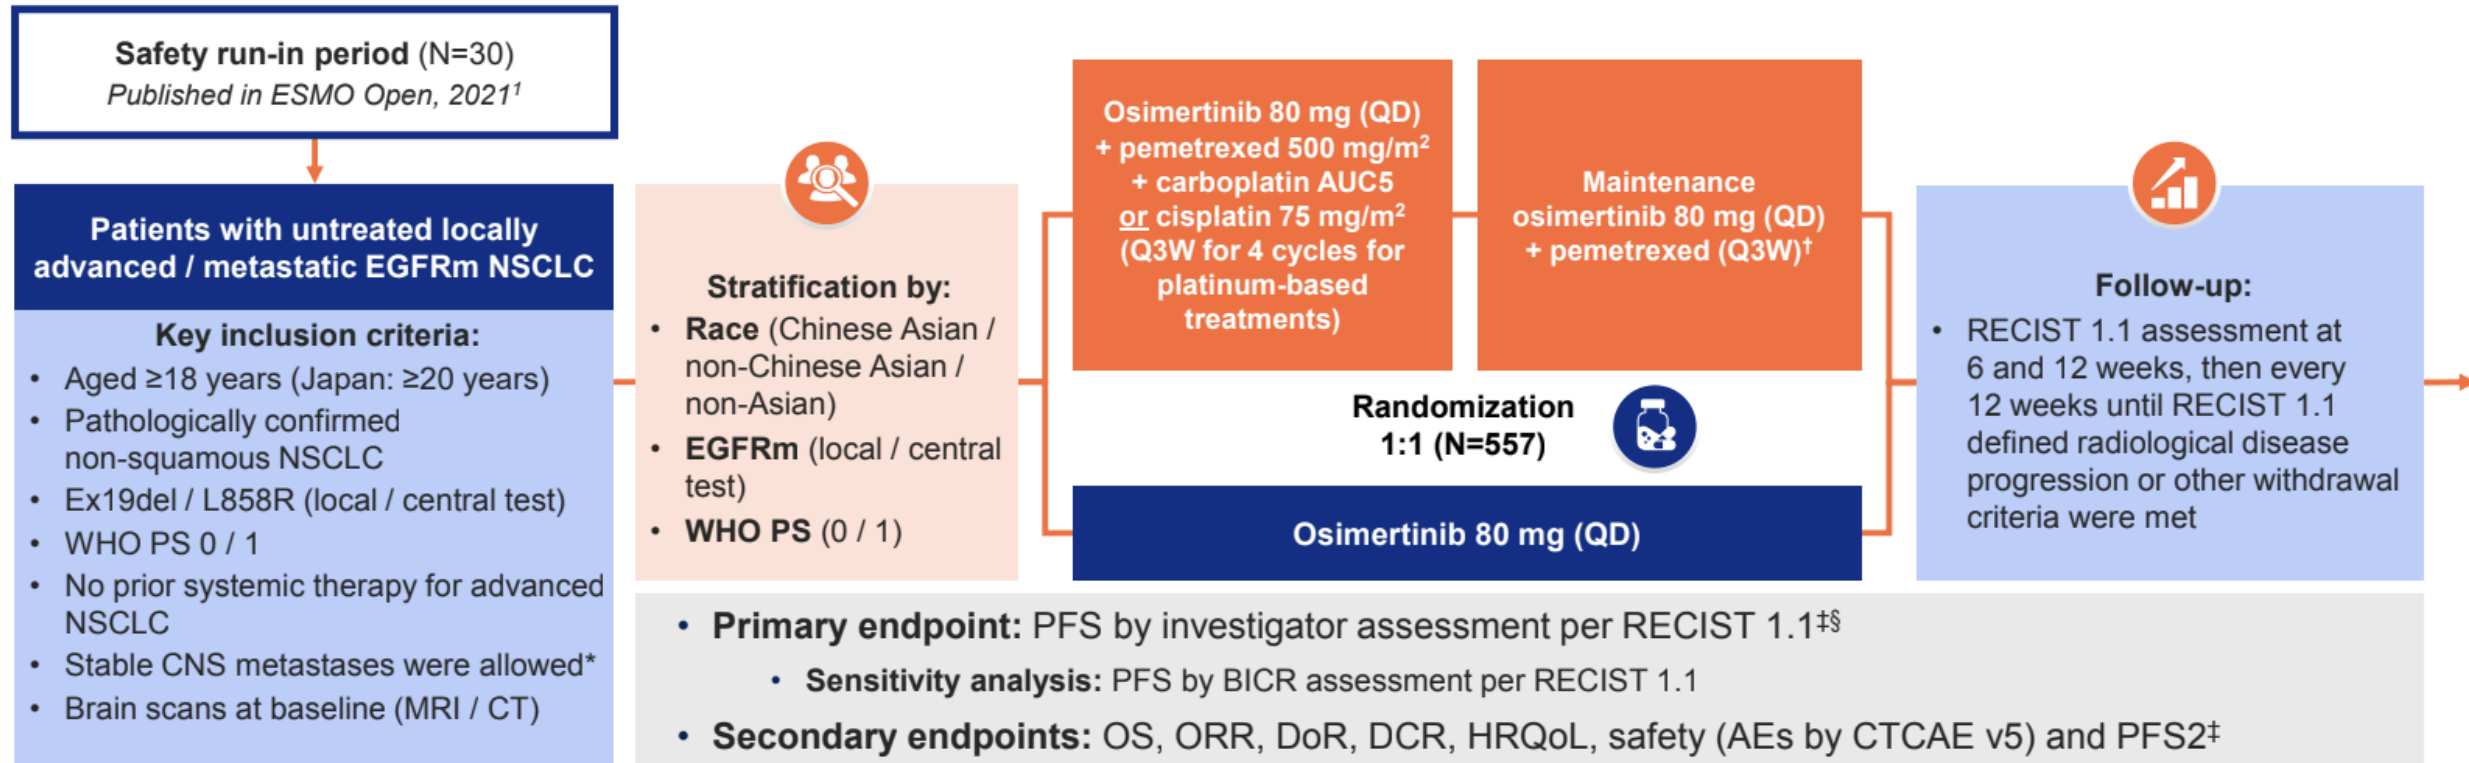 Safety run-in period (N=30)
Published in ESMO Open, 2021¹
Patients with untreated locally
advanced / metastatic EGFRm NSCLC
Key inclusion criteria:
• Aged ≥18 years (Japan: ≥20 years)
• Pathologically confirmed
non-squamous NSCLC
• Ex19del / L858R (local / central test)
• WHO PS 0 / 1
• No prior systemic therapy for advanced
NSCLC
• Stable CNS metastases were allowed*
• Brain scans at baseline (MRI / CT)
Stratification by:
• Race (Chinese Asian /
non-Chinese Asian /
non-Asian)
• EGFRm (local / central
test)
• WHO PS (0 / 1)
Osimertinib 80 mg (QD)
+ pemetrexed 500 mg/m²
+ carboplatin AUC5
or cisplatin 75 mg/m²
(Q3W for 4 cycles for
platinum-based
treatments)
Maintenance
osimertinib 80 mg (QD)
+ pemetrexed (Q3W)†
Randomization
1:1 (N=557)
Osimertinib 80 mg (QD)
Follow-up:
• RECIST 1.1 assessment at
6 and 12 weeks, then every
12 weeks until RECIST 1.1
defined radiological disease
progression or other withdrawal
criteria were met
• Primary endpoint: PFS by investigator assessment per RECIST 1.1‡§
• Sensitivity analysis: PFS by BICR assessment per RECIST 1.1
• Secondary endpoints: OS, ORR, DoR, DCR, HRQoL, safety (AEs by CTCAE v5) and PFS2‡